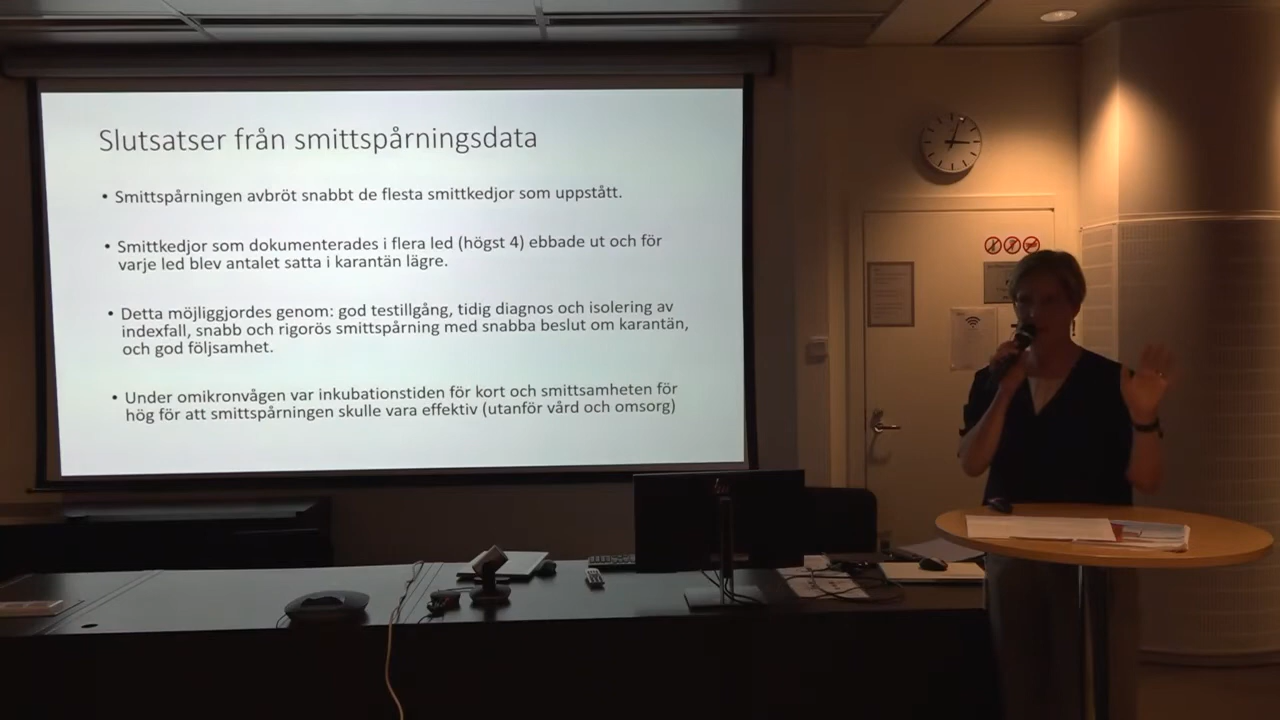 Slutsatser från smittspårningsdata
• Smittspårningen avbröt snabbt de flesta smittkedjor som uppstått.
• Smittkedjor som dokumenterades i flera led (högst 4) ebbade ut och för
varje led blev antalet satta i karantän lägre.
• Detta möjliggjordes genom: god testillgång, tidig diagnos och isolering av
indexfall, snabb och rigorös smittspårning med snabba beslut om karantän,
och god följsamhet.
• Under omikronvågen var inkubationstiden för kort och smittsamheten för
hög för att smittspårningen skulle vara effektiv (utanför vård och omsorg)